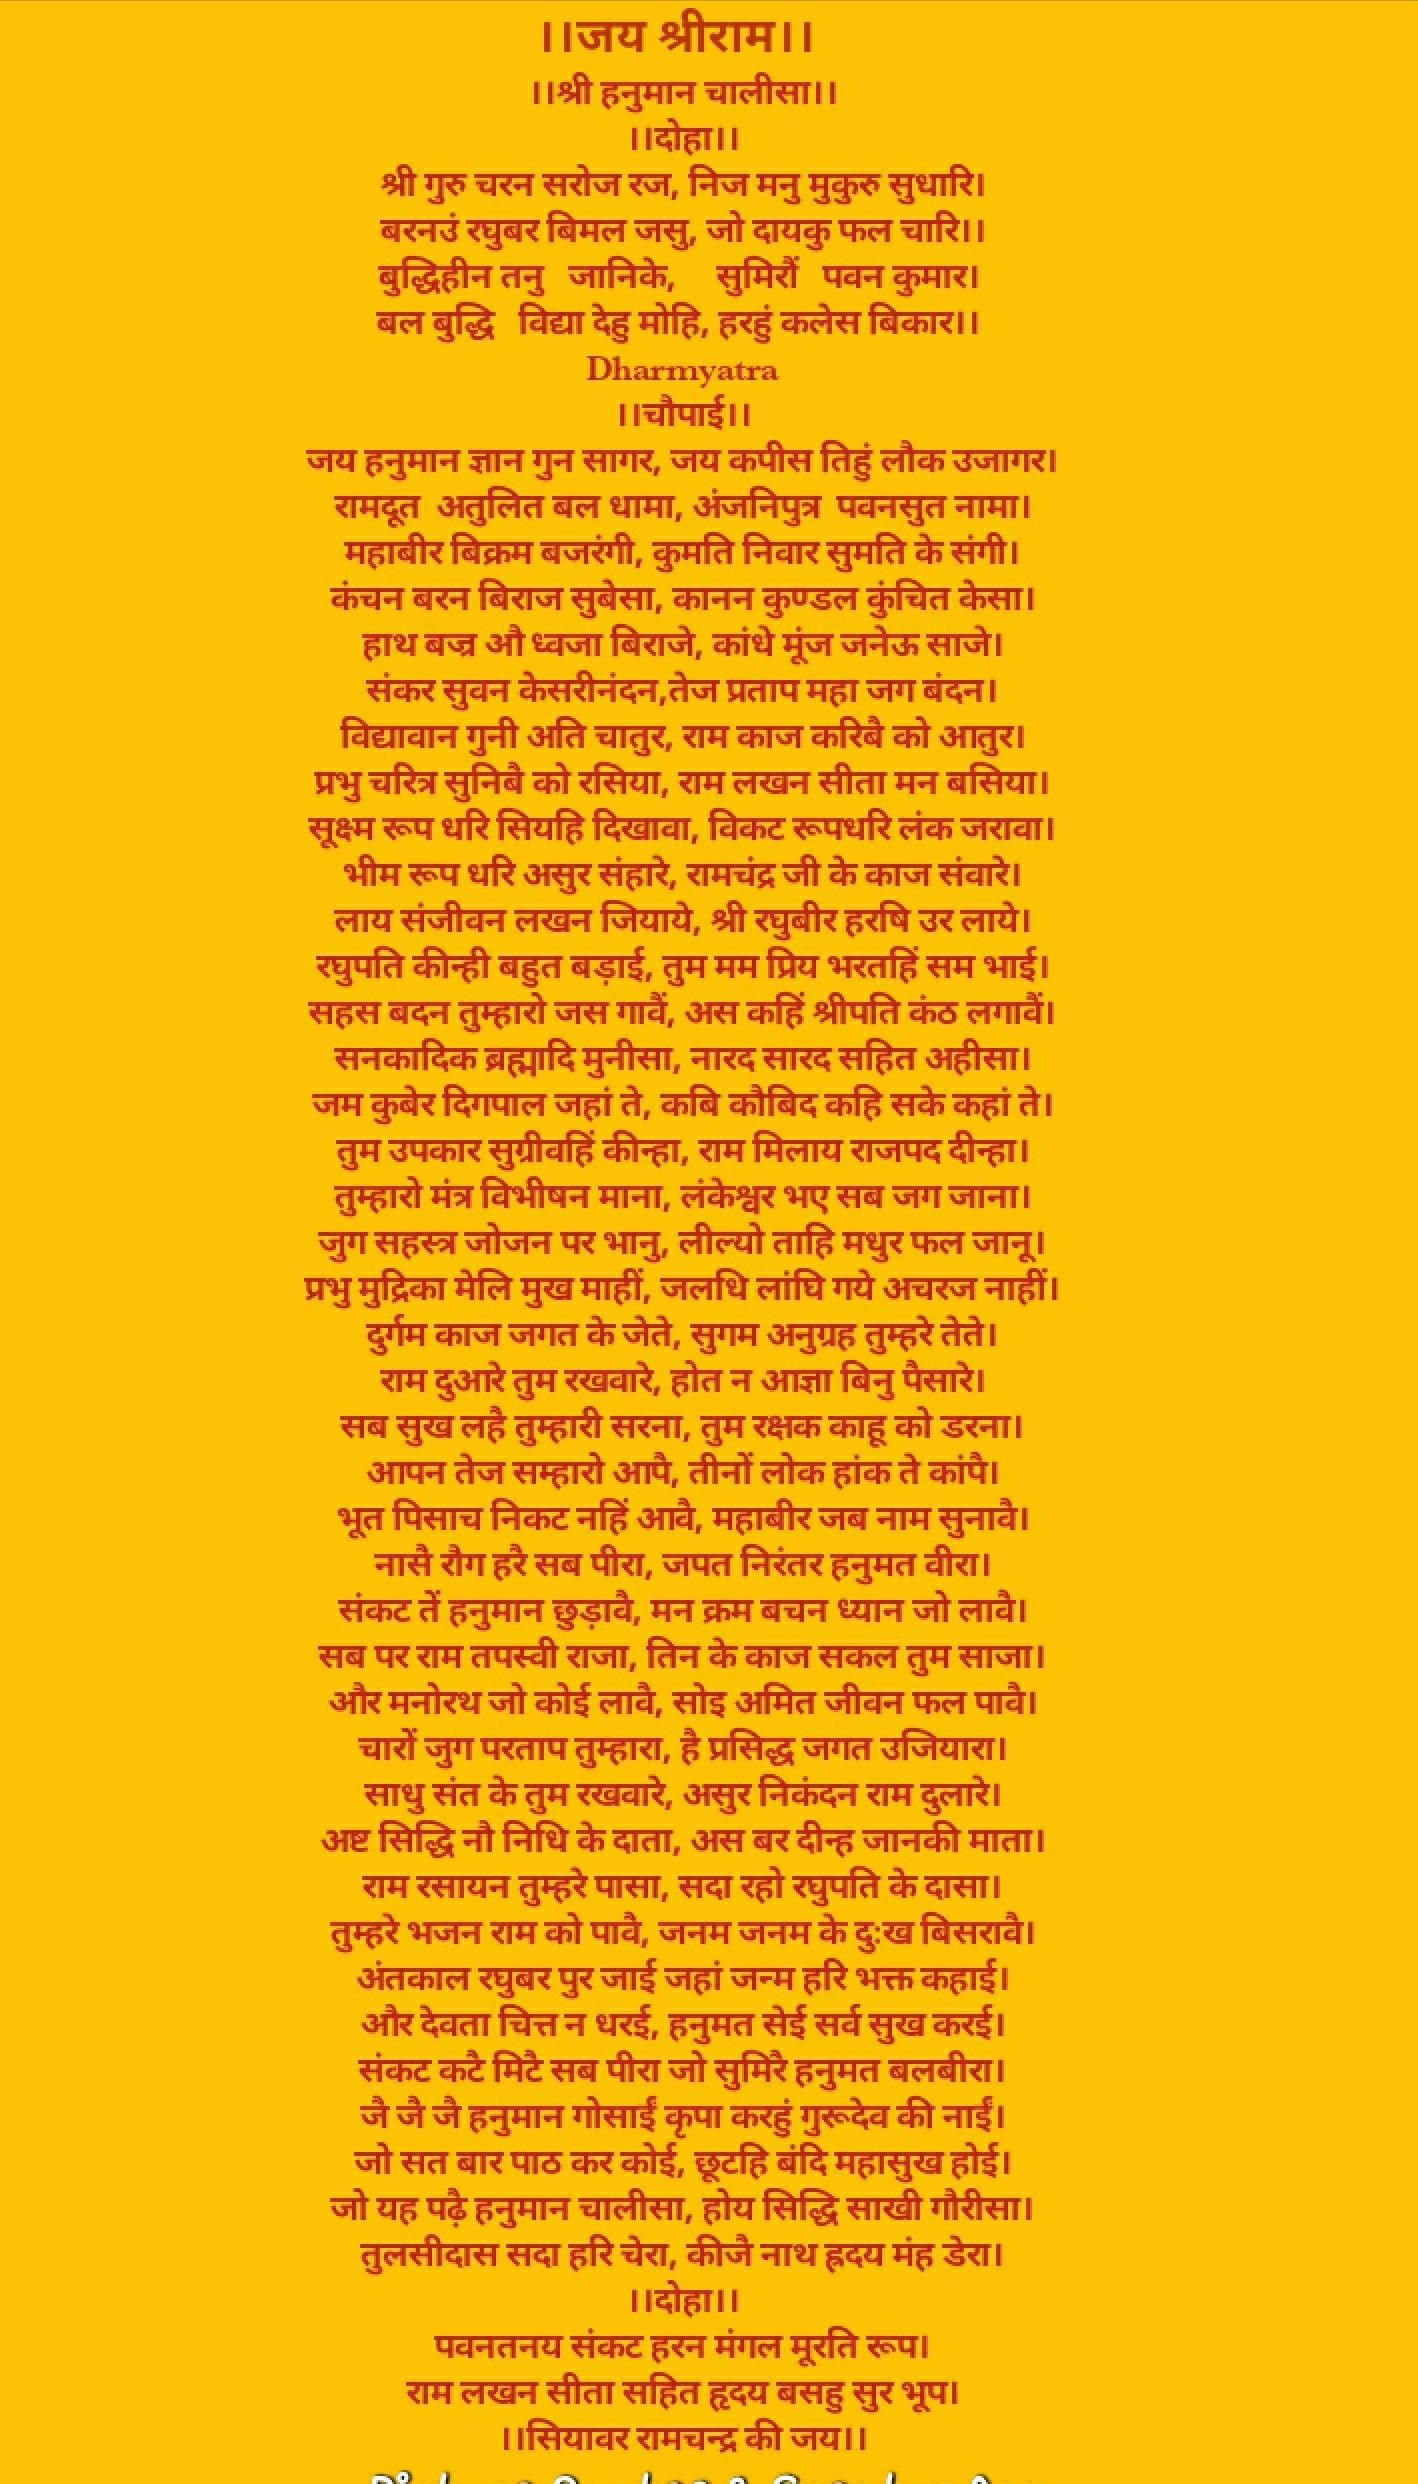 ।।जय श्रीराम।।
।।श्री हनुमान चालीसा।।
।।दोहा।।
श्री गुरु चरन सरोज रज, निज मनु मुकुरु सुधारि।
बरनउं रघुबर बिमल जसु, जो दायकु फल चारि।।
बुद्धिहीन तनु जानिके, सुमिरौं पवन कुमार।
बल बुद्धि विद्या देहु मोहि, हरहुं कलेस बिकार।।
Dharmyatra
।।चौपाई।।
जय हनुमान ज्ञान गुन सागर, जय कपीस तिहुं लौक उजागर।
रामदूत अतुलित बल धामा, अंजनिपुत्र पवनसुत नामा।
महाबीर बिक्रम बजरंगी, कुमति निवार सुमति के संगी।
कंचन बरन बिराज सुबेसा, कानन कुण्डल कुंचित केसा।
हाथ बज्र औ ध्वजा बिराजे, कांधे मूंज जनेऊ साजे।
संकर सुवन केसरीनंदन,तेज प्रताप महा जग बंदन।
विद्यावान गुनी अति चातुर, राम काज करिबै को आतुर।
प्रभु चरित्र सुनिबै को रसिया, राम लखन सीता मन बसिया।
सूक्ष्म रूप धरि सियहि दिखावा, विकट रूपधरि लंक जरावा।
भीम रूप धरि असुर संहारे, रामचंद्र जी के काज संवारे।
लाय संजीवन लखन जियाये, श्री रघुबीर हरषि उर लाये।
रघुपति कीन्ही बहुत बड़ाई, तुम मम प्रिय भरतहिं सम भाई।
सहस बदन तुम्हारो जस गावैं, अस कहिं श्रीपति कंठ लगावैं।
सनकादिक ब्रह्मादि मुनीसा, नारद सारद सहित अहीसा।
जम कुबेर दिगपाल जहां ते, कबि कौबिद कहि सके कहां ते।
तुम उपकार सुग्रीवहिं कीन्हा, राम मिलाय राजपद दीन्हा।
तुम्हारो मंत्र विभीषन माना, लंकेश्वर भए सब जग जाना।
जुग सहस्त्र जोजन पर भानु, लील्यो ताहि मधुर फल जानू।
प्रभु मुद्रिका मेलि मुख माहीं, जलधि लांघि गये अचरज नाहीं।
दुर्गम काज जगत के जेते, सुगम अनुग्रह तुम्हरे तेते।
राम दुआरे तुम रखवारे, होत न आज्ञा बिनु पैसारे।
सब सुख लहै तुम्हारी सरना, तुम रक्षक काहू को डरना।
आपन तेज सम्हारो आपै, तीनों लोक हांक ते कांपै।
भूत पिसाच निकट नहिं आवै, महाबीर जब नाम सुनावै।
नासै रौग हरै सब पीरा, जपत निरंतर हनुमत वीरा।
संकट तें हनुमान छुड़ावै, मन क्रम बचन ध्यान जो लावै।
सब पर राम तपस्वी राजा, तिन के काज सकल तुम साजा।
और मनोरथ जो कोई लावै, सोइ अमित जीवन फल पावै।
चारों जुग परताप तुम्हारा, है प्रसिद्ध जगत उजियारा।
साधु संत के तुम रखवारे, असुर निकंदन राम दुलारे।
अष्ट सिद्धि नौ निधि के दाता, अस बर दीन्ह जानकी माता।
राम रसायन तुम्हरे पासा, सदा रहो रघुपति के दासा।
तुम्हरे भजन राम को पावै, जनम जनम के दुःख बिसरावै।
अंतकाल रघुबर पुर जाई जहां जन्म हरि भक्त कहाई।
और देवता चित्त न धरई, हनुमत सेई सर्व सुख करई।
संकट कटै मिटै सब पीरा जो सुमिरै हनुमत बलबीरा।
जै जै जै हनुमान गोसाईं कृपा करहुं गुरूदेव की नाईं।
जो सत बार पाठ कर कोई, छूटहि बंदि महासुख होई।
जो यह पढ़ै हनुमान चालीसा, होय सिद्धि साखी गौरीसा।
तुलसीदास सदा हरि चेरा, कीजै नाथ ह्रदय मंह डेरा।
।।दोहा।।
पवनतनय संकट हरन मंगल मूरति रूप।
राम लखन सीता सहित हृदय बसहु सुर भूप।
।।सियावर रामचन्द्र की जय।।